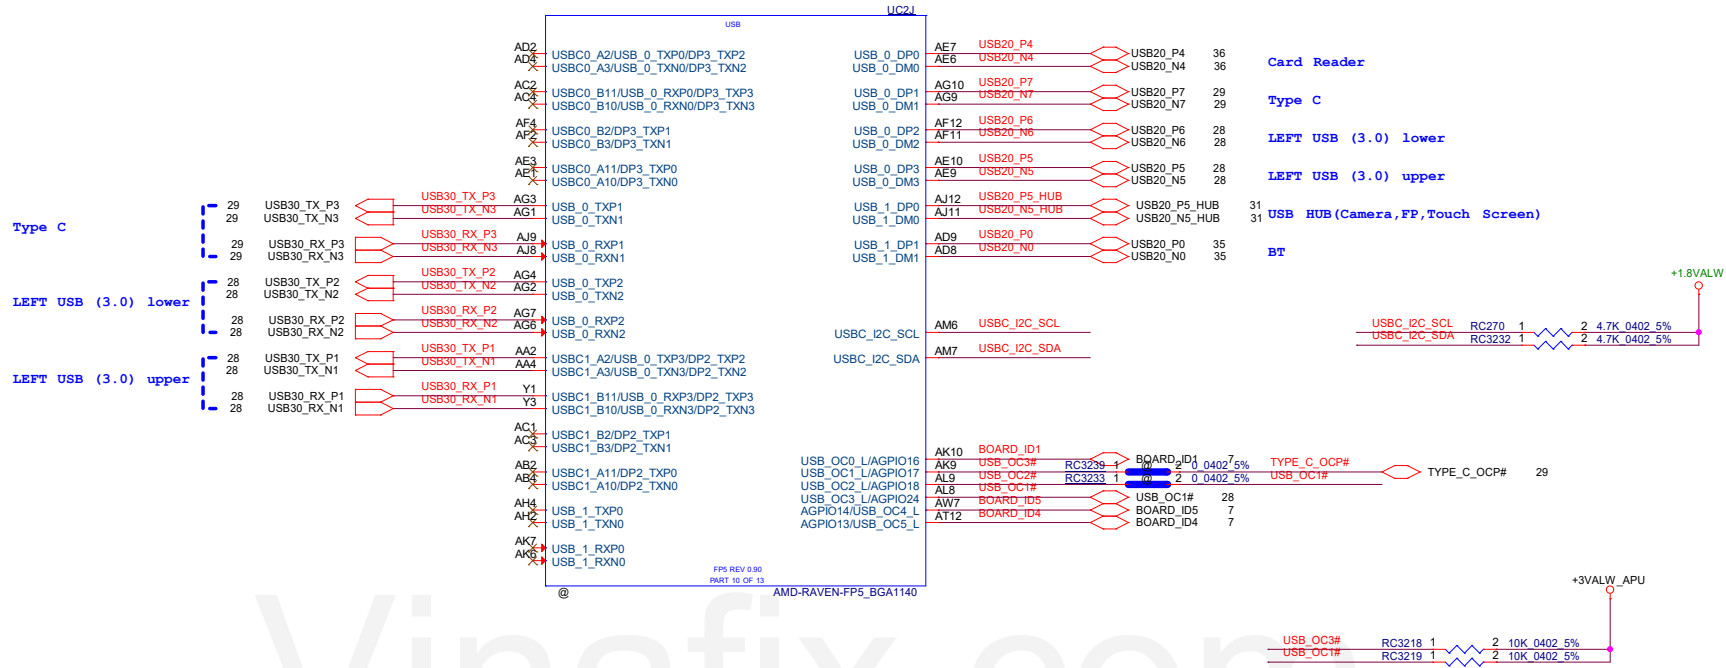 UC2J
USB
AD2 USBC0_A2/USB_0_TXP0/DP3_TXP2
AD4 USBC0_A3/USB_0_TXN0/DP3_TXN2
AC2 USBC0_B11/USB_0_RXP0/DP3_TXP3
AC4 USBC0_B10/USB_0_RXN0/DP3_TXN3
AF4 USBC0_B2/DP3_TXP1
AF2 USBC0_B3/DP3_TXN1
AE3 USBC0_A11/DP3_TXP0
AE1 USBC0_A10/DP3_TXN0
Type C
29 USB30_TX_P3 USB30_TX_P3 AG3 USB_0_TXP1
29 USB30_TX_N3 USB30_TX_N3 AG1 USB_0_TXN1
29 USB30_RX_P3 USB30_RX_P3 AJ9 USB_0_RXP1
29 USB30_RX_N3 USB30_RX_N3 AJ8 USB_0_RXN1
LEFT USB (3.0) lower
28 USB30_TX_P2 USB30_TX_P2 AG4 USB_0_TXP2
28 USB30_TX_N2 USB30_TX_N2 AG2 USB_0_TXN2
28 USB30_RX_P2 USB30_RX_P2 AG7 USB_0_RXP2
28 USB30_RX_N2 USB30_RX_N2 AG6 USB_0_RXN2
LEFT USB (3.0) upper
28 USB30_TX_P1 USB30_TX_P1 AA2 USBC1_A2/USB_0_TXP3/DP2_TXP2
28 USB30_TX_N1 USB30_TX_N1 AA4 USBC1_A3/USB_0_TXN3/DP2_TXN2
28 USB30_RX_P1 USB30_RX_P1 Y1 USBC1_B11/USB_0_RXP3/DP2_TXP3
28 USB30_RX_N1 USB30_RX_N1 Y3 USBC1_B10/USB_0_RXN3/DP2_TXN3
AC1 USBC1_B2/DP2_TXP1
AC3 USBC1_B3/DP2_TXN1
AB2 USBC1_A11/DP2_TXP0
AB4 USBC1_A10/DP2_TXN0
AH4 USB_1_TXP0
AH2 USB_1_TXN0
AK7 USB_1_RXP0
AK6 USB_1_RXN0
USB_0_DP0 AE7 USB20_P4 USB20_P4 36
USB_0_DM0 AE6 USB20_N4 USB20_N4 36
Card Reader
USB_0_DP1 AG10 USB20_P7 USB20_P7 29
USB_0_DM1 AG9 USB20_N7 USB20_N7 29
Type C
USB_0_DP2 AF12 USB20_P6 USB20_P6 28
USB_0_DM2 AF11 USB20_N6 USB20_N6 28
LEFT USB (3.0) lower
USB_0_DP3 AE10 USB20_P5 USB20_P5 28
USB_0_DM3 AE9 USB20_N5 USB20_N5 28
LEFT USB (3.0) upper
USB_1_DP0 AJ12 USB20_P5_HUB USB20_P5_HUB 31
USB_1_DM0 AJ11 USB20_N5_HUB USB20_N5_HUB 31
USB HUB(Camera,FP,Touch Screen)
USB_1_DP1 AD9 USB20_P0 USB20_P0 35
USB_1_DM1 AD8 USB20_N0 USB20_N0 35
BT
USBC_I2C_SCL AM6 USBC_I2C_SCL
USBC_I2C_SDA AM7 USBC_I2C_SDA
+1.8VALW
USBC_I2C_SCL RC270 1 2 4.7K_0402_5%
USBC_I2C_SDA RC3232 1 2 4.7K_0402_5%
USB_OC0_L/AGPIO16 AK10 BOARD_ID1 BOARD_ID1 7
USB_OC1_L/AGPIO17 AK9 USB_OC3# RC3239 1 @ 2 0_0402_5% TYPE_C_OCP# TYPE_C_OCP# 29
USB_OC2_L/AGPIO18 AL9 USB_OC2# RC3233 1 @ 2 0_0402_5% USB_OC1#
USB_OC3_L/AGPIO24 AL8 USB_OC1# USB_OC1# 28
AGPIO14/USB_OC4_L AW7 BOARD_ID5 BOARD_ID5 7
AGPIO13/USB_OC5_L AT12 BOARD_ID4 BOARD_ID4 7
FP5 REV 0.90
PART 10 OF 13
@ AMD-RAVEN-FP5_BGA1140
+3VALW_APU
USB_OC3# RC3218 1 2 10K_0402_5%
USB_OC1# RC3219 1 2 10K_0402_5%
Vinafix.com